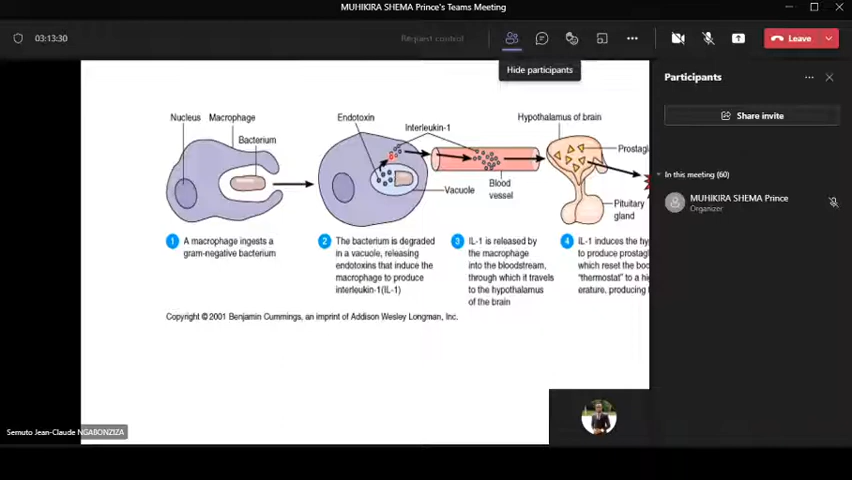 MUHIKIRA SHEMA Prince's Teams Meeting
03:13:30
Request control
Leave
Hide participants
Participants
Share invite
In this meeting (60)
MUHIKIRA SHEMA Prince
Organizer
Nucleus
Macrophage
Bacterium
Endotoxin
Interleukin-1
Hypothalamus of brain
Prostagl
Vacuole
Blood
vessel
Pituitary
gland
1 A macrophage ingests a
gram-negative bacterium
2 The bacterium is degraded
in a vacuole, releasing
endotoxins that induce the
macrophage to produce
interleukin-1(IL-1)
3 IL-1 is released by
the macrophage
into the bloodstream,
through which it travels
to the hypothalamus
of the brain
4 IL-1 induces the hy
to produce prostagl
which reset the bod
"thermostat" to a hi
erature, producing
Copyright ©2001 Benjamin Cummings, an imprint of Addison Wesley Longman, Inc.
Semuto Jean-Claude NGABONZIZA